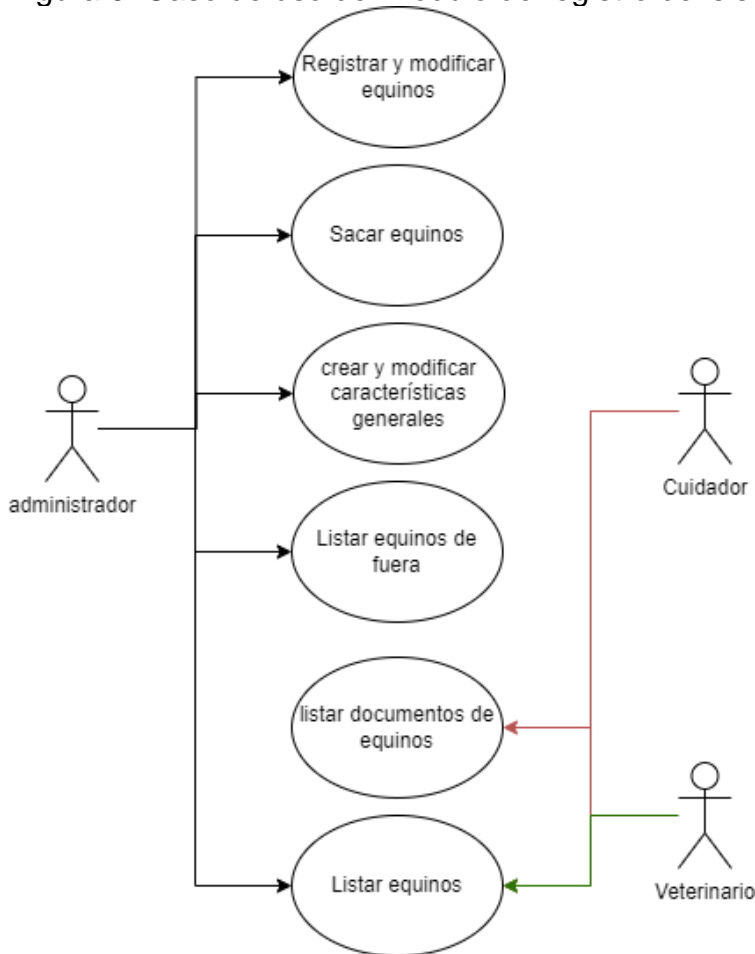 Registrar y modificar
equinos
Sacar equinos
crear y modificar
características
generales
administrador
Cuidador
Listar equinos de
fuera
listar documentos de
equinos
Listar equinos
Veterinario